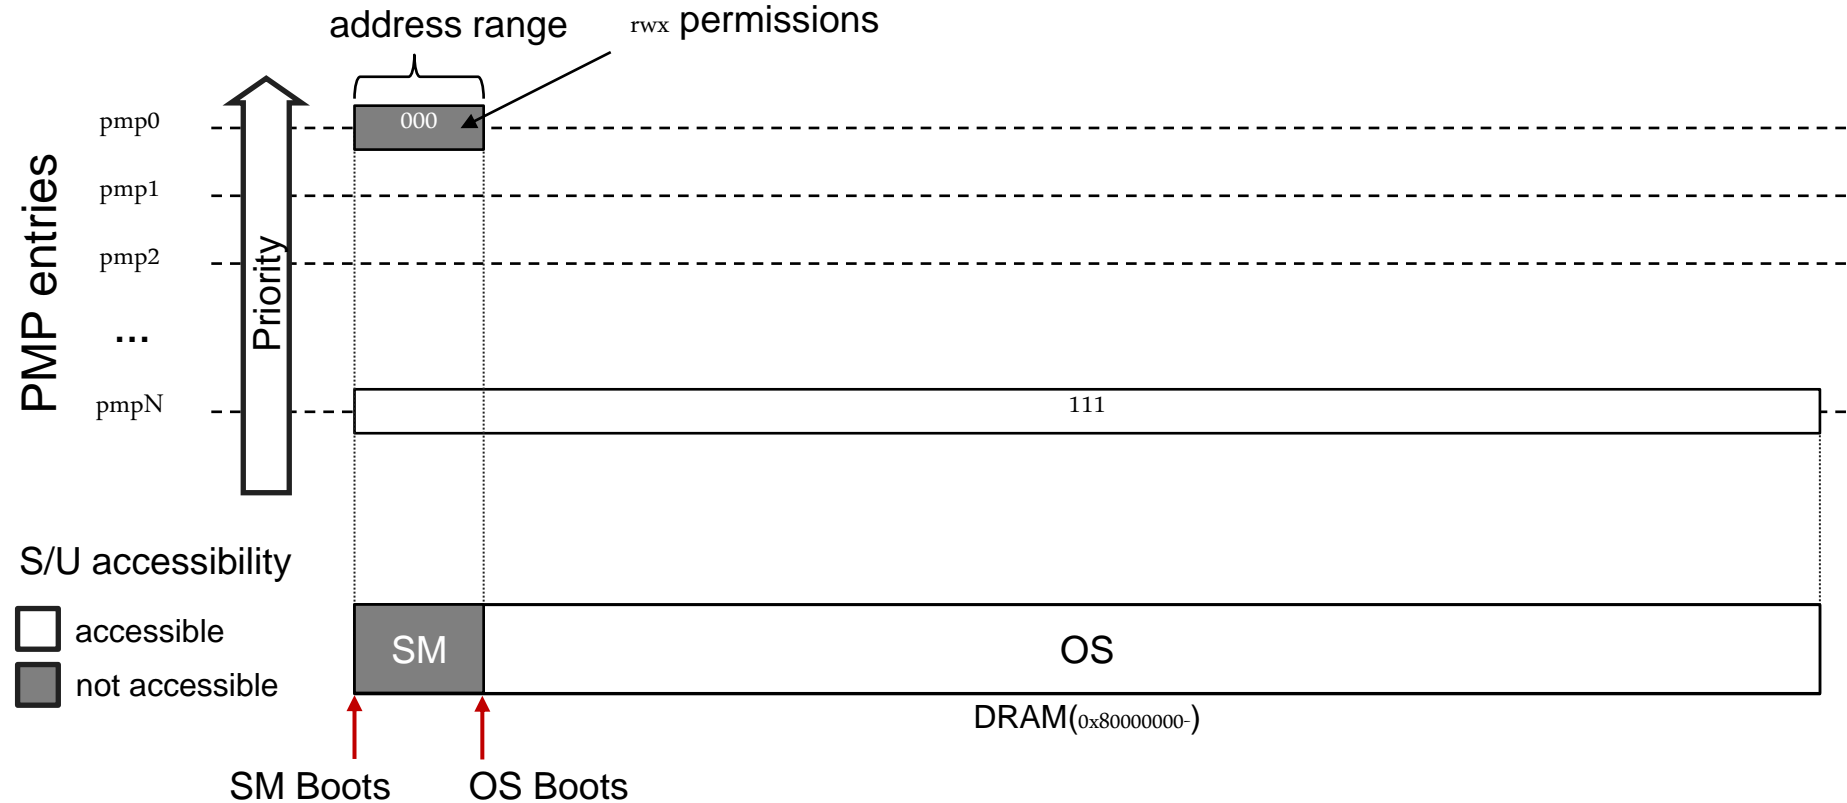 address range
rwx permissions
pmp0
000
pmp1
pmp2
...
pmpN
111
PMP entries
Priority
S/U accessibility
accessible
not accessible
SM
OS
DRAM(0x80000000-)
SM Boots
OS Boots